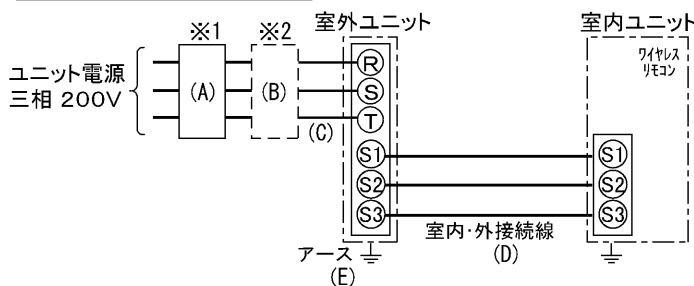 ※1
※2
室外ユニット
室内ユニット
ユニット電源
三相 200V
(A)
(B)
(C)
R
S
T
S1
S2
S3
ワイヤレス
リモコン
S1
S2
S3
室内・外接続線
(D)
アース
(E)